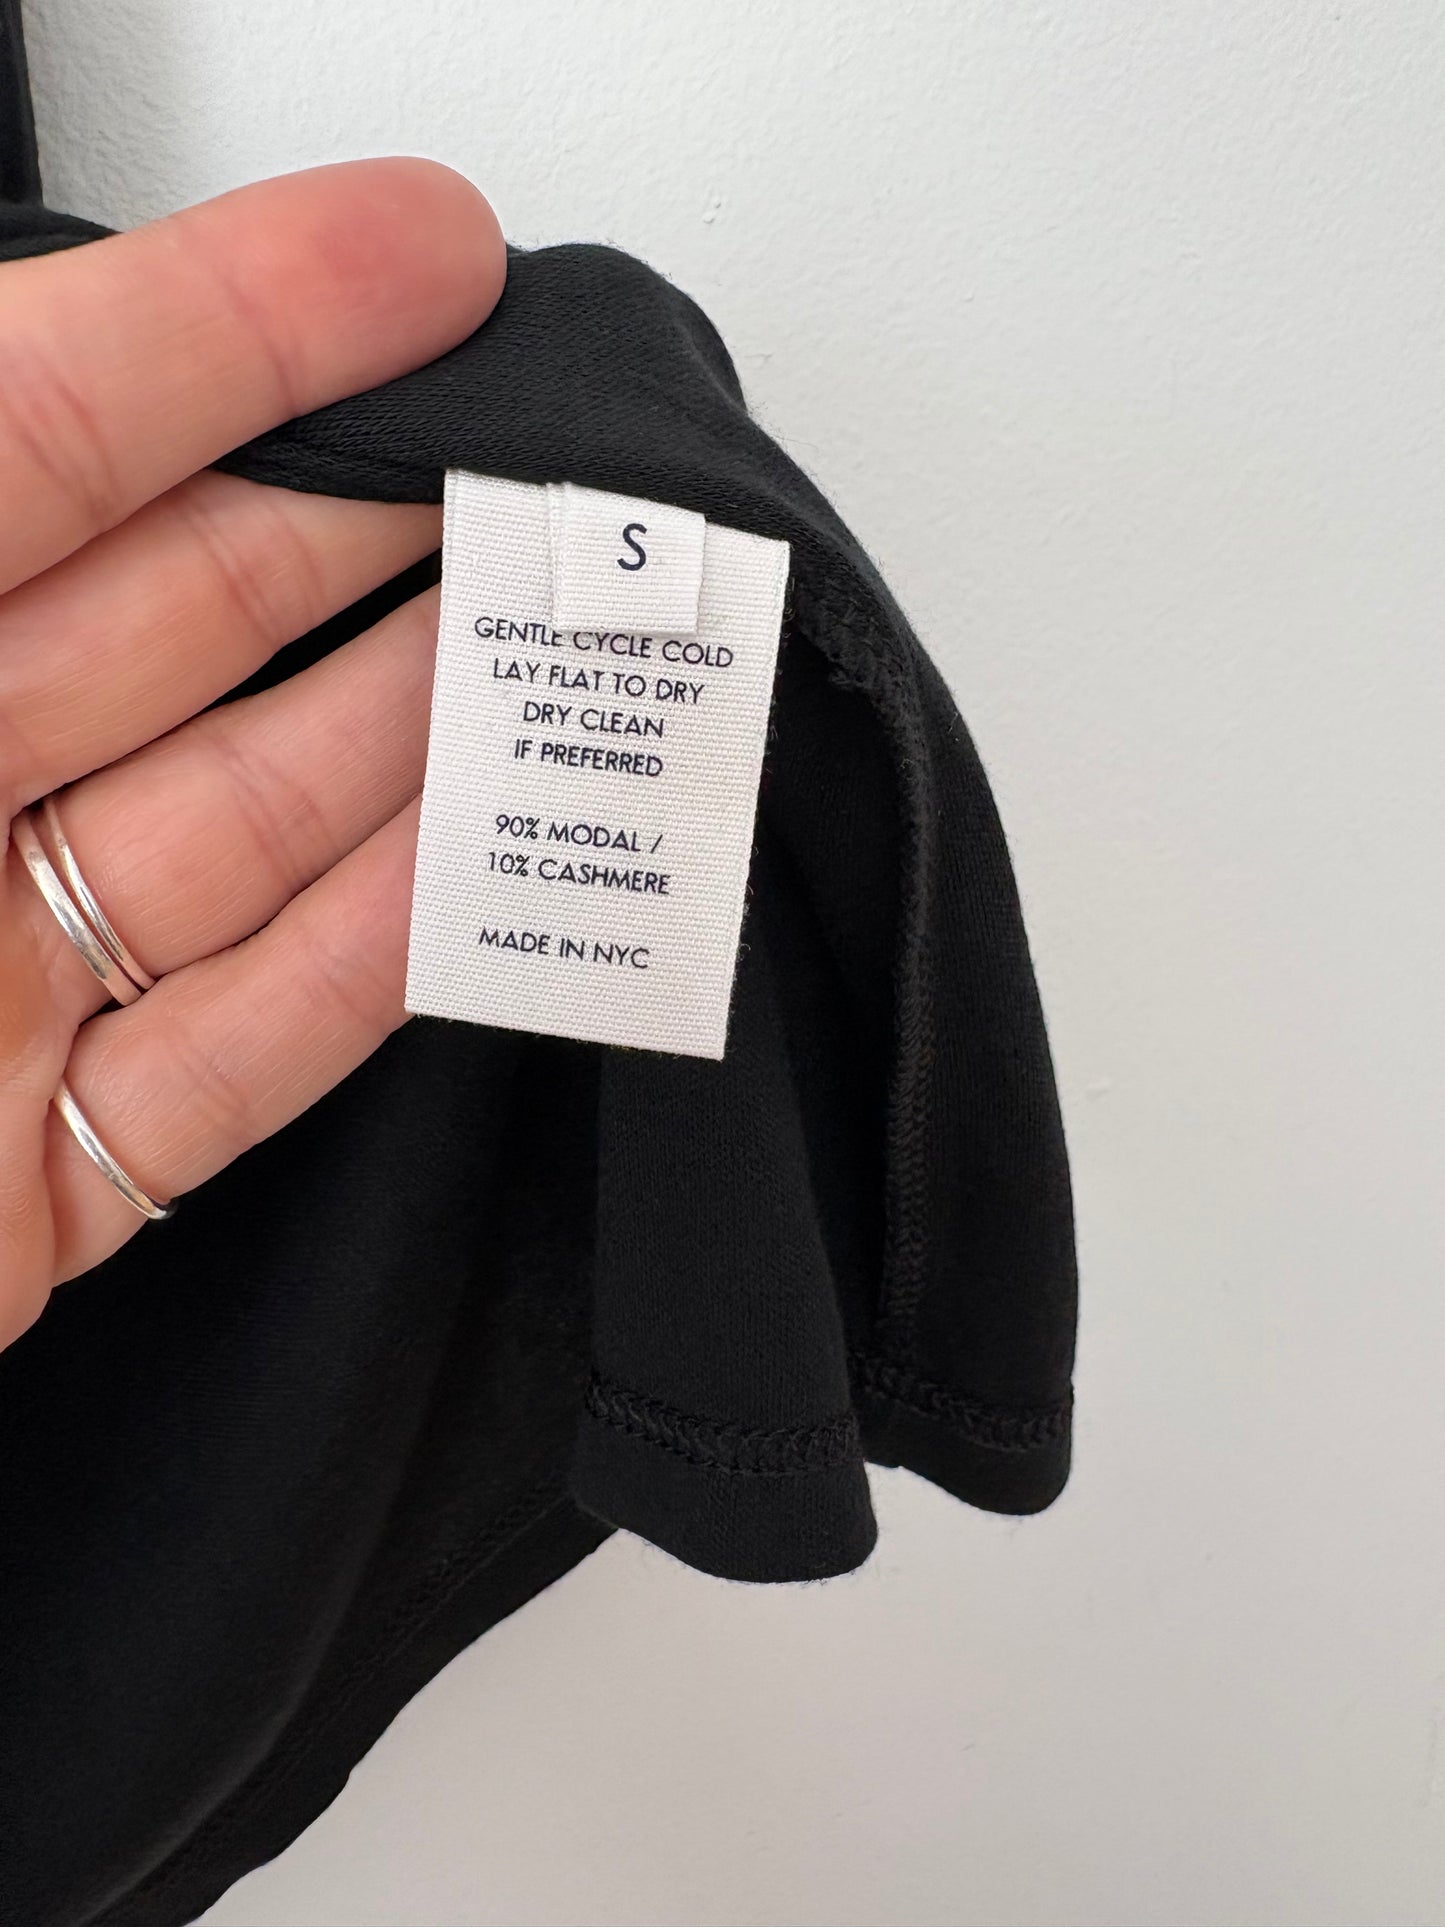 S
GENTLE CYCLE COLD
LAY FLAT TO DRY
DRY CLEAN
IF PREFERRED
90% MODAL /
10% CASHMERE
MADE IN NYC